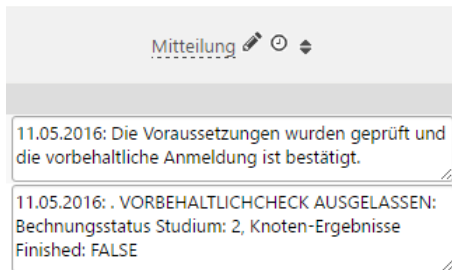 Mitteilung
11.05.2016: Die Voraussetzungen wurden geprüft und
die vorbehaltliche Anmeldung ist bestätigt.
11.05.2016: . VORBEHALTLICHCHECK AUSGELASSEN:
Bechnungsstatus Studium: 2, Knoten-Ergebnisse
Finished: FALSE